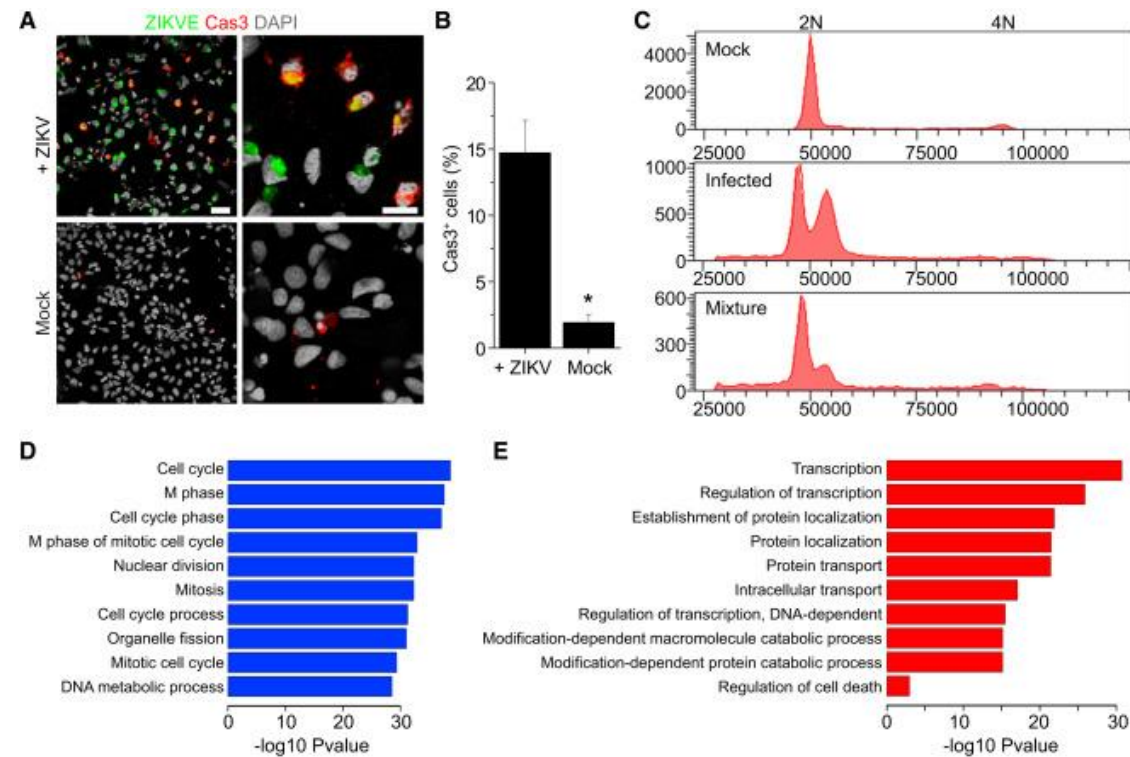 A
ZIKVE Cas3 DAPI
+ ZIKV
Mock
B
Cas3+ cells (%)
20
15
10
5
0
*
+ ZIKV Mock
C
2N 4N
Mock
4000
2000
0
25000 50000 75000 100000
Infected
1000
500
0
25000 50000 75000 100000
Mixture
600
300
0
25000 50000 75000 100000
D
Cell cycle
M phase
Cell cycle phase
M phase of mitotic cell cycle
Nuclear division
Mitosis
Cell cycle process
Organelle fission
Mitotic cell cycle
DNA metabolic process
0 10 20 30
-log10 Pvalue
E
Transcription
Regulation of transcription
Establishment of protein localization
Protein localization
Protein transport
Intracellular transport
Regulation of transcription, DNA-dependent
Modification-dependent macromolecule catabolic process
Modification-dependent protein catabolic process
Regulation of cell death
0 10 20 30
-log10 Pvalue